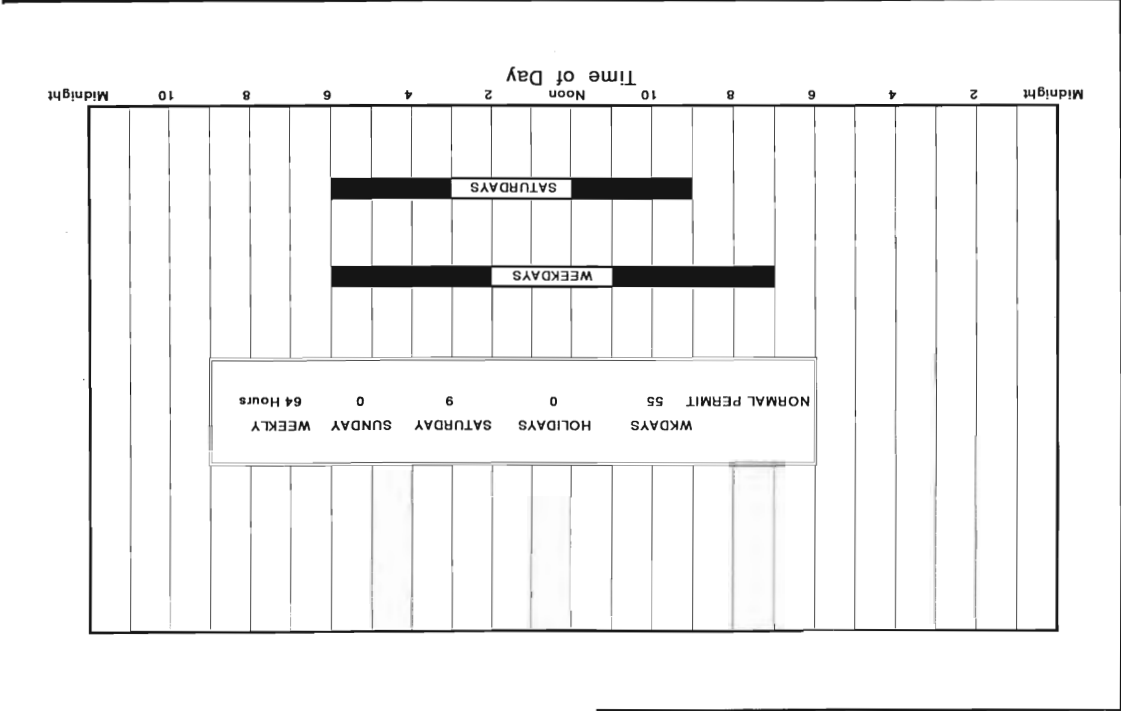 WKDAYS HOLIDAYS SATURDAY SUNDAY WEEKLY
NORMAL PERMIT 55 0 9 0 64 Hours
WEEKDAYS
SATURDAYS
Midnight 2 4 6 8 10 Noon 2 4 6 8 10 Midnight
Time of Day